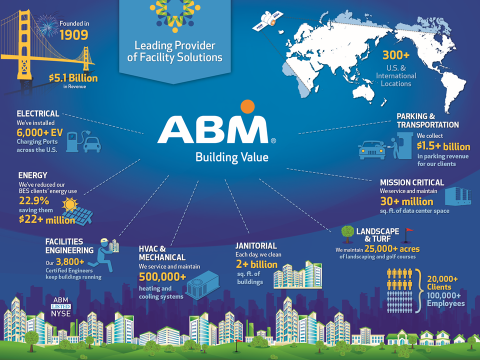 Founded in
1909
$5.1 Billion
in Revenue
Leading Provider
of Facility Solutions
300+
U.S. &
International
Locations
ABM®
Building Value
ELECTRICAL
We've installed
6,000+ EV
Charging Ports
across the U.S.
PARKING &
TRANSPORTATION
We collect
$1.5+ billion
in parking revenue
for our clients
ENERGY
We've reduced our
BES clients' energy use
22.9%
saving them
$22+ million
MISSION CRITICAL
We service and maintain
30+ million
sq. ft. of data center space
FACILITIES
ENGINEERING
Our 3,800+
Certified Engineers
keep buildings running
HVAC &
MECHANICAL
We service and maintain
500,000+
heating and
cooling systems
JANITORIAL
Each day, we clean
2+ billion
sq. ft. of
buildings
LANDSCAPE
& TURF
We maintain 25,000+ acres
of landscaping and golf courses
20,000+
Clients
100,000+
Employees
ABM
LISTED
NYSE